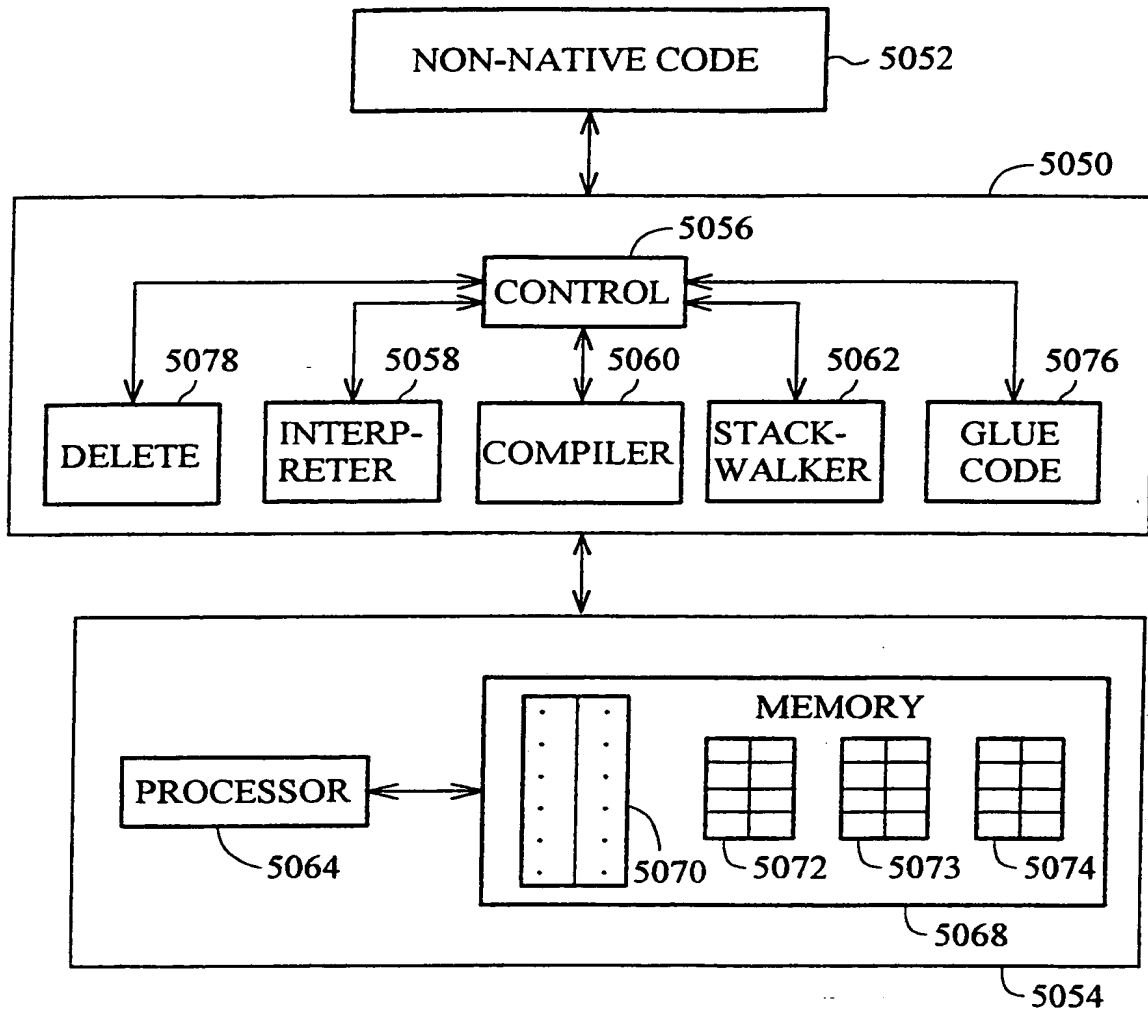 NON-NATIVE CODE
5052
5050
5056
CONTROL
5078
5058
5060
5062
5076
DELETE
INTERP-
RETER
COMPILER
STACK-
WALKER
GLUE
CODE
MEMORY
PROCESSOR
5064
5070
5072
5073
5074
5068
5054